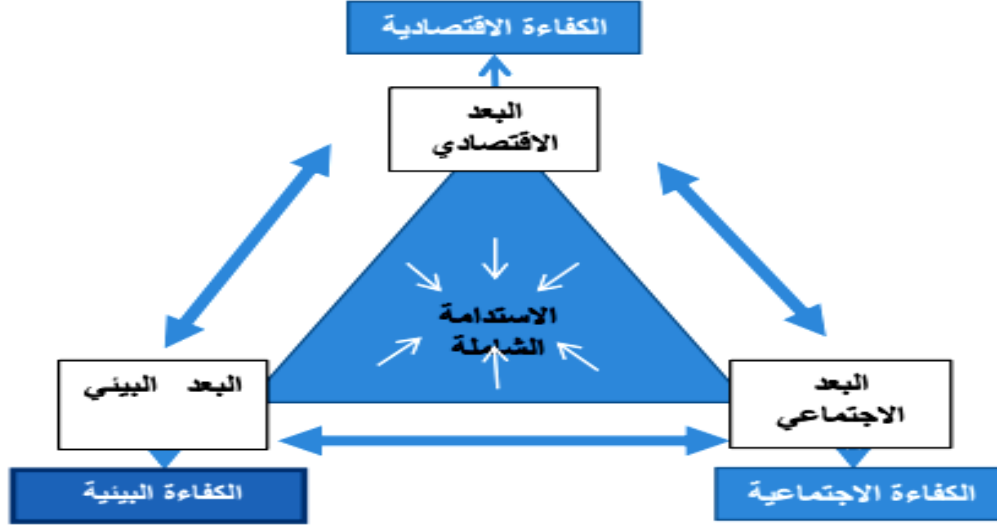 الكفاءة الاقتصادية
البعد
الاقتصادي
الاستدامة
الشاملة
البعد البيئي
البعد
الاجتماعي
الكفاءة البيئية
الكفاءة الاجتماعية